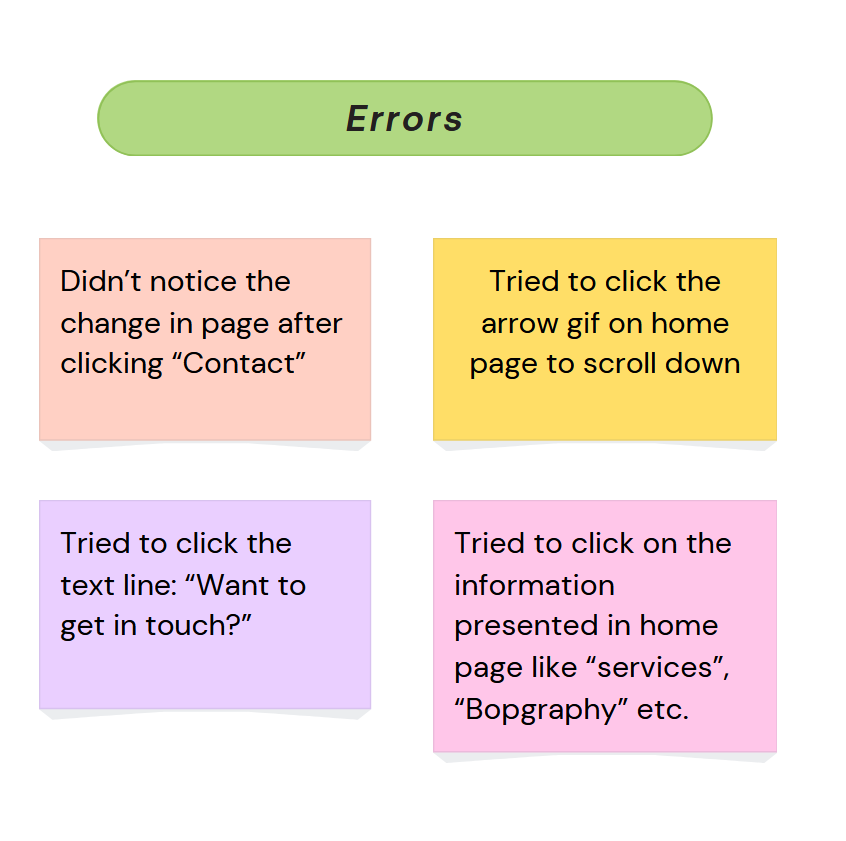 Errors
Didn’t notice the
change in page after
clicking “Contact”
Tried to click the
arrow gif on home
page to scroll down
Tried to click the
text line: “Want to
get in touch?”
Tried to click on the
information
presented in home
page like “services”,
“Bopgraphy” etc.